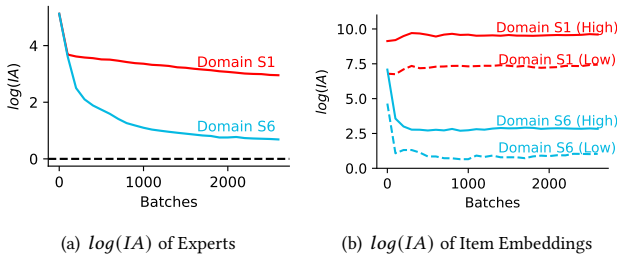 4
2
0
log(IA)
Domain S1
Domain S6
0
1000
2000
Batches
(a) log(IA) of Experts
10.0
7.5
5.0
2.5
0.0
log(IA)
Domain S1 (High)
Domain S1 (Low)
Domain S6 (High)
Domain S6 (Low)
0
1000
2000
Batches
(b) log(IA) of Item Embeddings